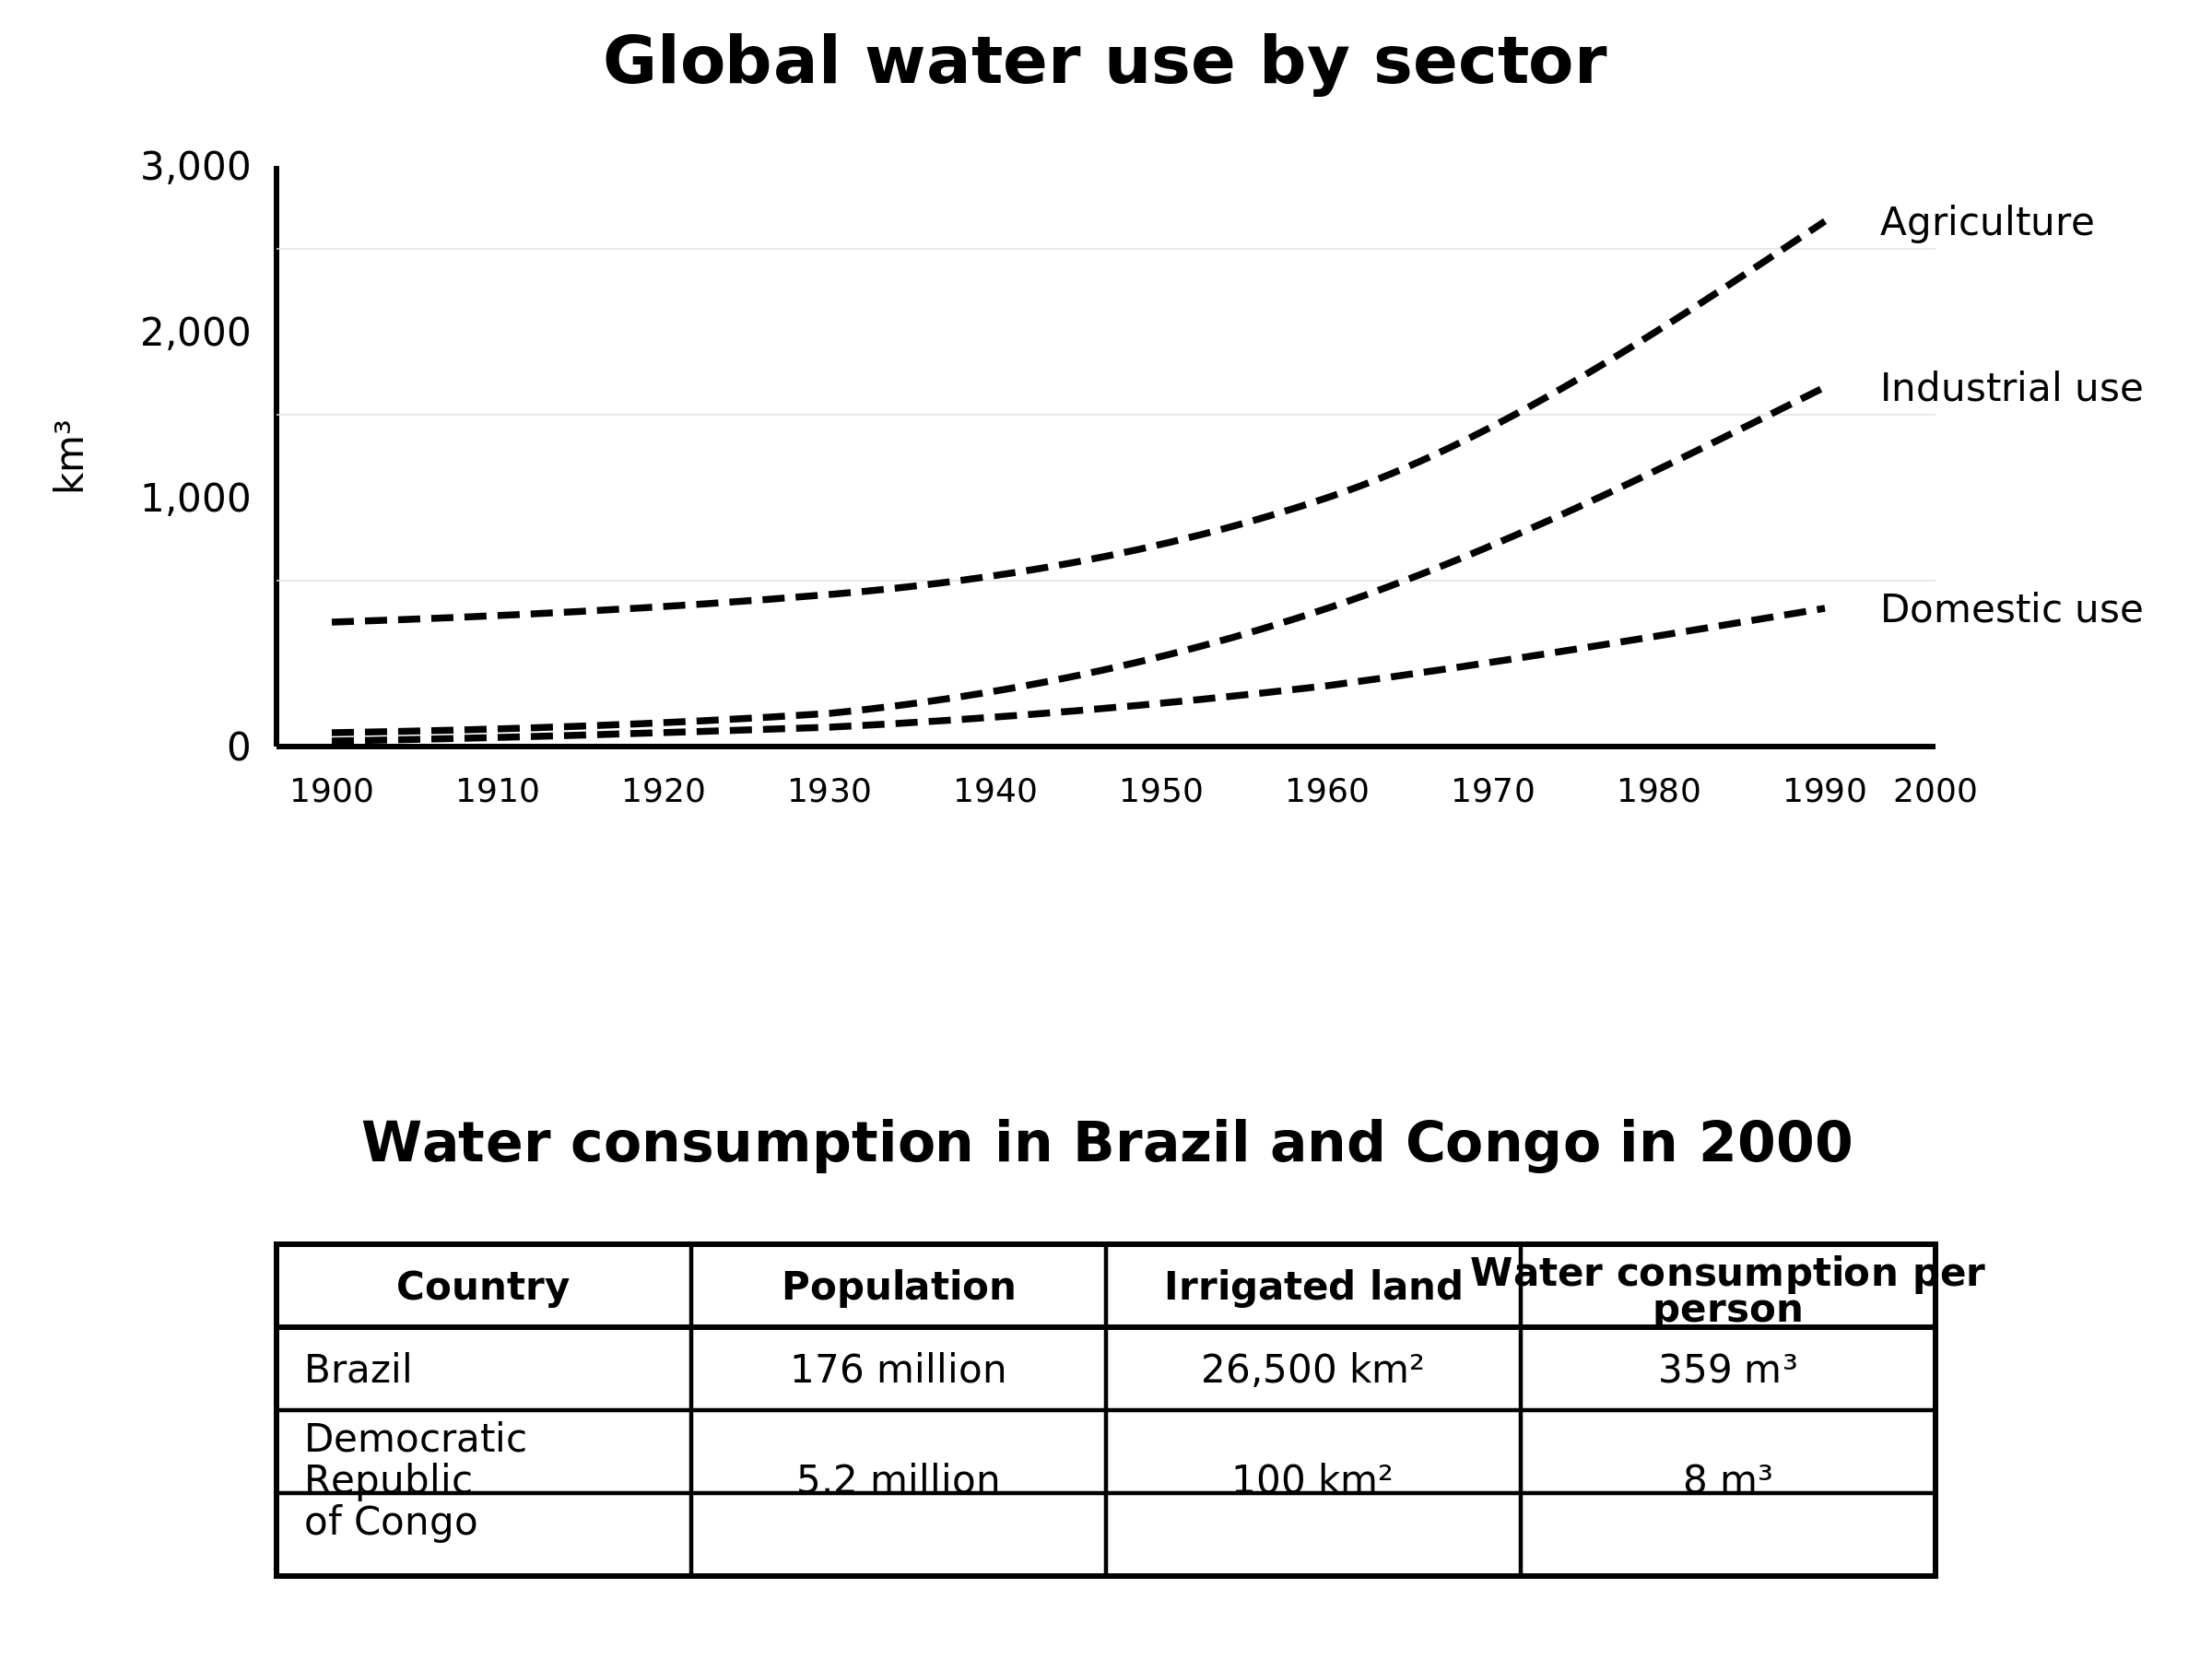 Global water use by sector
3,000
Agriculture
2,000
Industrial use
km³
1,000
Domestic use
0
1900 1910 1920 1930 1940 1950 1960 1970 1980 1990 2000
Water consumption in Brazil and Congo in 2000
Country Population Irrigated land Water consumption per
person
Brazil 176 million 26,500 km² 359 m³
Democratic
Republic 5.2 million 100 km² 8 m³
of Congo